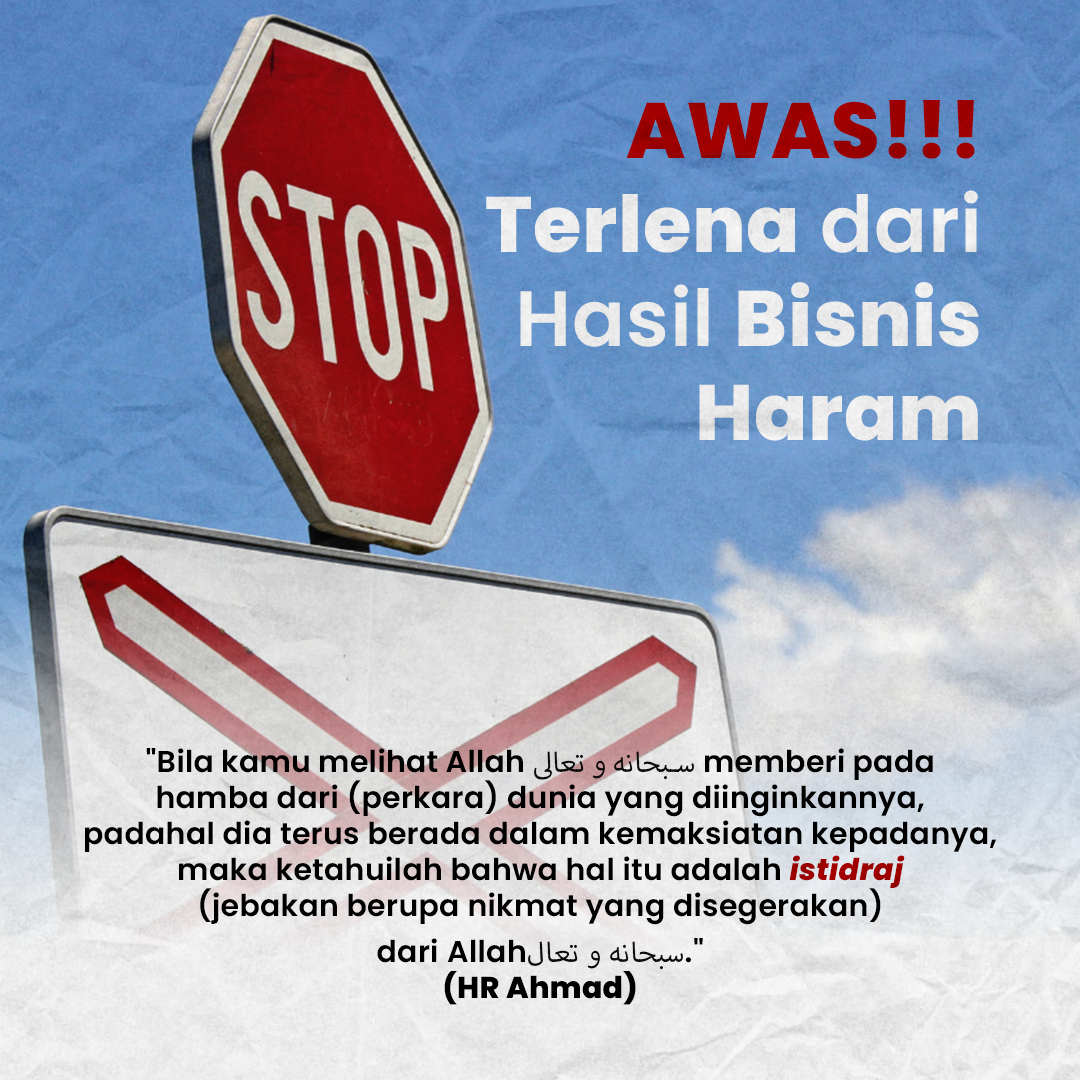 STOP
AWAS!!!
Terlena dari
Hasil Bisnis
Haram
"Bila kamu melihat Allah سبحانه و تعالى memberi pada
hamba dari (perkara) dunia yang diinginkannya,
padahal dia terus berada dalam kemaksiatan kepadanya,
maka ketahuilah bahwa hal itu adalah istidraj
(jebakan berupa nikmat yang disegerakan)
dari Allahسبحانه و تعال."
(HR Ahmad)